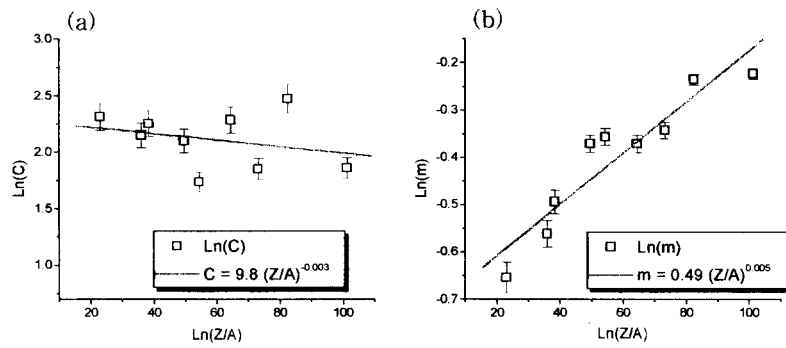 (a)
3.0
2.5
2.0
1.5
1.0
Ln(C)
Ln(C)
C = 9.8 (Z/A)^-0.003
20 40 60 80 100
Ln(Z/A)
(b)
-0.2
-0.3
-0.4
-0.5
-0.6
-0.7
Ln(m)
Ln(m)
m = 0.49 (Z/A)^0.005
20 40 60 80 100
Ln(Z/A)